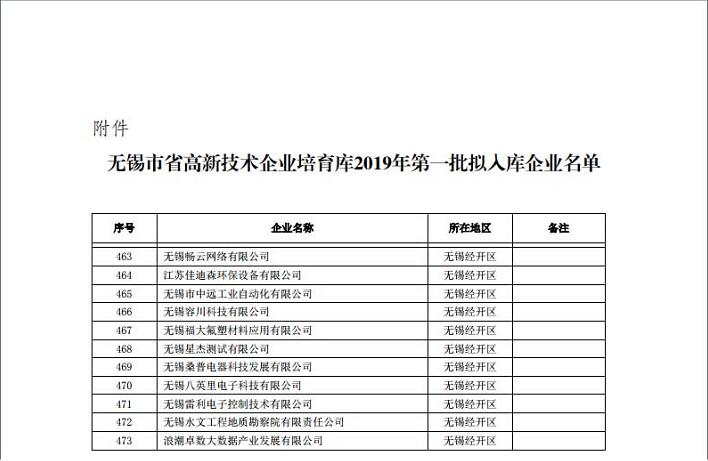 附件
无锡市省高新技术企业培育库2019年第一批拟入库企业名单
序号 企业名称 所在地区 备注
463 无锡畅云网络有限公司 无锡经开区
464 江苏佳迪森环保设备有限公司 无锡经开区
465 无锡市中远工业自动化有限公司 无锡经开区
466 无锡容川科技有限公司 无锡经开区
467 无锡福大氟塑材料应用有限公司 无锡经开区
468 无锡星杰测试有限公司 无锡经开区
469 无锡桑普电器科技发展有限公司 无锡经开区
470 无锡八英里电子科技有限公司 无锡经开区
471 无锡雷利电子控制技术有限公司 无锡经开区
472 无锡水文工程地质勘察院有限责任公司 无锡经开区
473 浪潮卓数大数据产业发展有限公司 无锡经开区